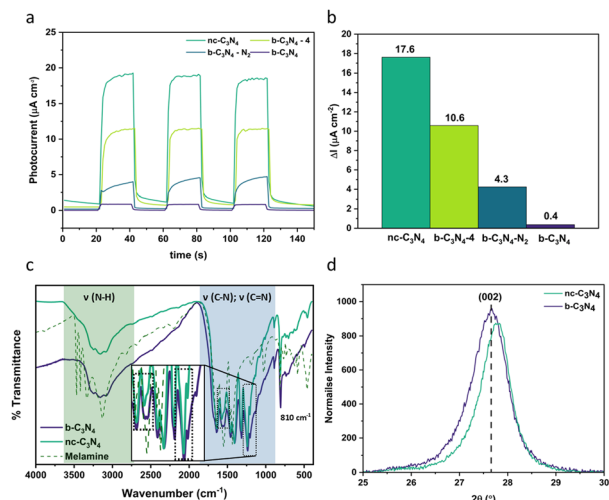 a
nc-C₃N₄
b-C₃N₄ - 4
b-C₃N₄ - N₂
b-C₃N₄
Photocurrent (μA cm⁻²)
25
20
15
10
5
0
0 20 40 60 80 100 120 140
time (s)
b
ΔI (μA cm⁻²)
20
18
16
14
12
10
8
6
4
2
0
17.6
10.6
4.3
0.4
nc-C₃N₄ b-C₃N₄-4 b-C₃N₄-N₂ b-C₃N₄
c
ν (N-H)
ν (C-N); ν (C=N)
% Transmittance
b-C₃N₄
nc-C₃N₄
Melamine
810 cm⁻¹
4000 3500 3000 2500 2000 1500 1000 500
Wavenumber (cm⁻¹)
d
(002)
nc-C₃N₄
b-C₃N₄
Normailse Intensity
1000
800
600
400
200
0
25 26 27 28 29 30
2θ (°)